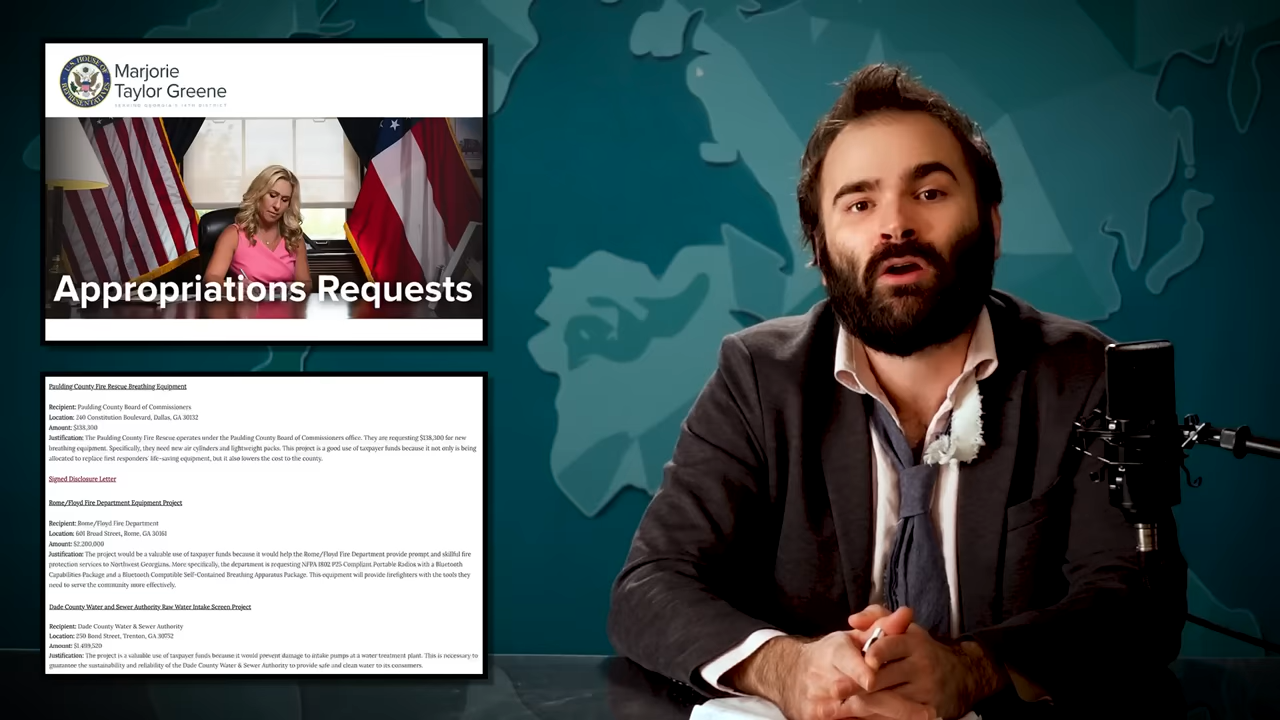 Marjorie
Taylor Greene
SERVING GEORGIA'S 14TH DISTRICT
Appropriations Requests
Paulding County Fire Rescue Breathing Equipment
Recipient: Paulding County Board of Commissioners
Location: 240 Constitution Boulevard, Dallas, GA 30132
Amount: $138,300
Justification: The Paulding County Fire Rescue operates under the Paulding County Board of Commissioners office. They are requesting $138,300 for new
breathing equipment. Specifically, they need new air cylinders and lightweight packs. This project is a good use of taxpayer funds because it not only is being
allocated to replace first responders' life-saving equipment, but it also lowers the cost to the county.
Signed Disclosure Letter
Rome/Floyd Fire Department Equipment Project
Recipient: Rome/Floyd Fire Department
Location: 601 Broad Street, Rome, GA 30161
Amount: $2,200,000
Justification: The project would be a valuable use of taxpayer funds because it would help the Rome/Floyd Fire Department provide prompt and skillful fire
protection services to Northwest Georgians. More specifically, the department is requesting NFPA 1802 P25 Compliant Portable Radios with a Bluetooth
Capabilities Package and a Bluetooth Compatible Self-Contained Breathing Apparatus Package. This equipment will provide firefighters with the tools they
need to serve the community more effectively.
Dade County Water and Sewer Authority Raw Water Intake Screen Project
Recipient: Dade County Water & Sewer Authority
Location: 250 Bond Street, Trenton, GA 30752
Amount: $1,499,520
Justification: The project is a valuable use of taxpayer funds because it would prevent damage to intake pumps at a water treatment plant. This is necessary to
guarantee the sustainability and reliability of the Dade County Water & Sewer Authority to provide safe and clean water to its consumers.